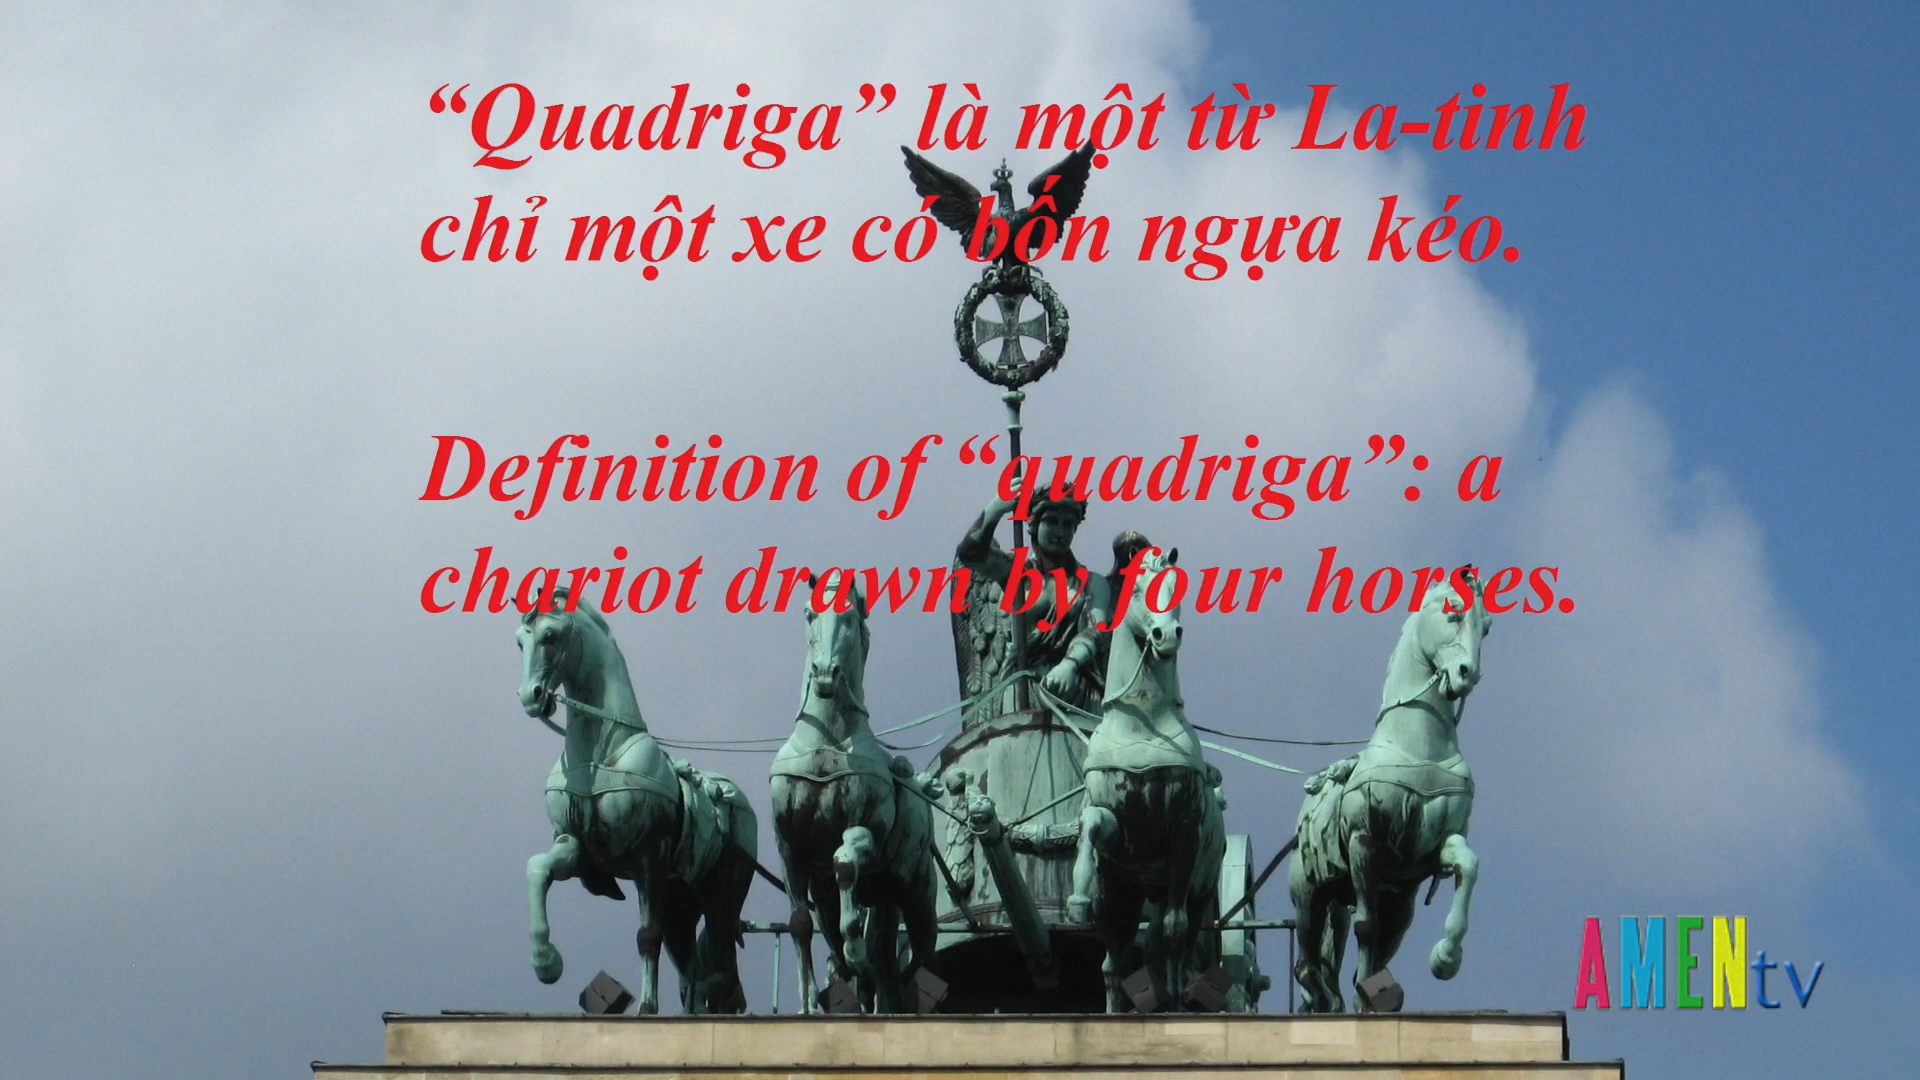 “Quadriga” là một từ La-tinh
chỉ một xe có bốn ngựa kéo.
Definition of “quadriga”: a
chariot drawn by four horses.
AMENtv